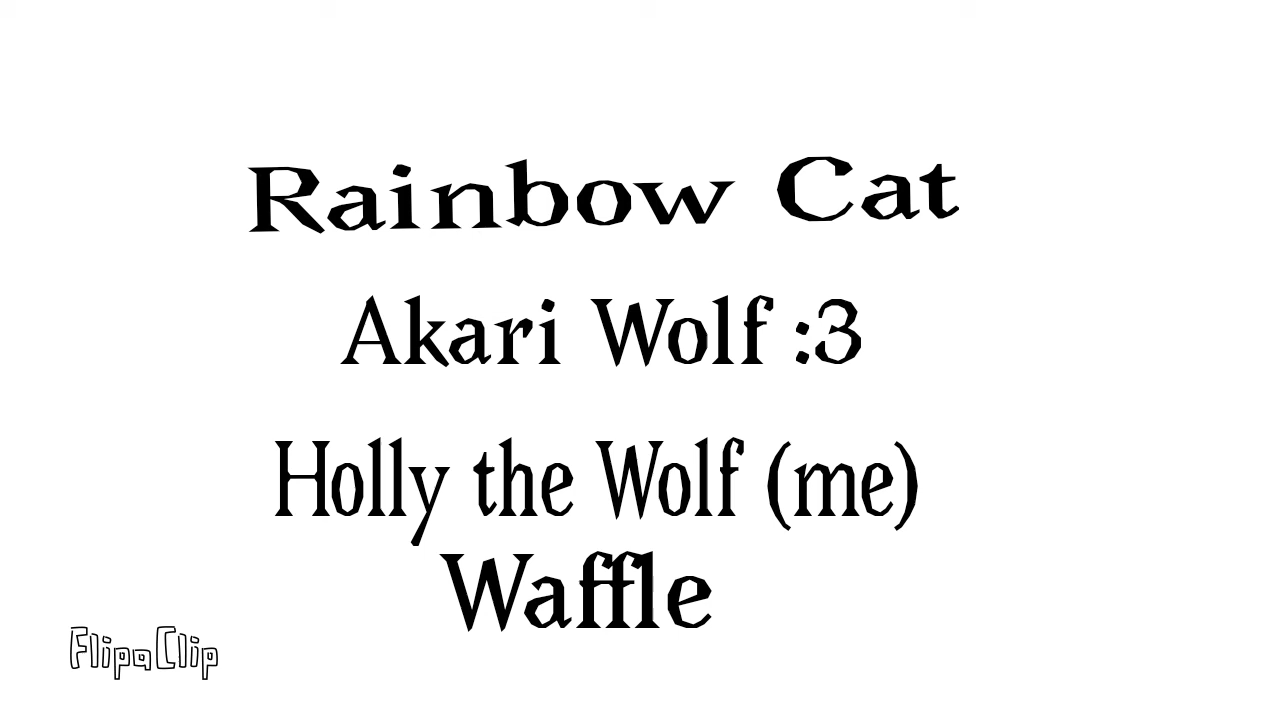 Rainbow Cat
Akari Wolf :3
Holly the Wolf (me)
Waffle
FlipaClip